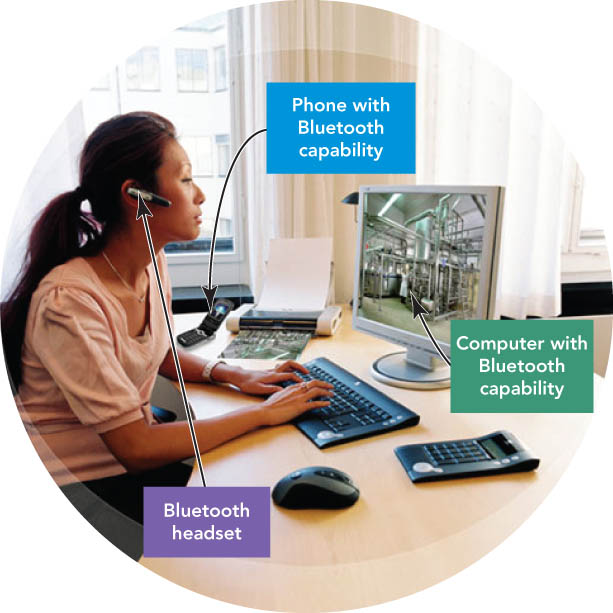 Phone with
Bluetooth
capability
Computer with
Bluetooth
capability
Bluetooth
headset